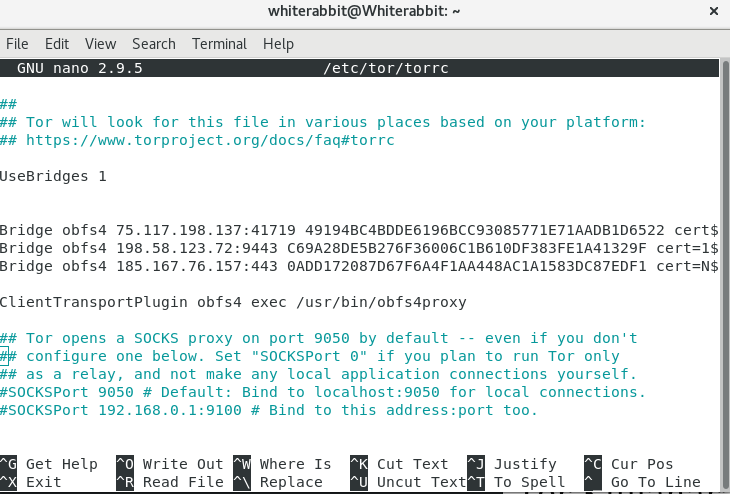 whiterabbit@Whiterabbit: ~ ×
File Edit View Search Terminal Help
GNU nano 2.9.5 /etc/tor/torrc
##
## Tor will look for this file in various places based on your platform:
## https://www.torproject.org/docs/faq#torrc
UseBridges 1
Bridge obfs4 75.117.198.137:41719 49194BC4BDDE6196BCC93085771E71AADB1D6522 cert$
Bridge obfs4 198.58.123.72:9443 C69A28DE5B276F36006C1B610DF383FE1A41329F cert=1$
Bridge obfs4 185.167.76.157:443 0ADD172087D67F6A4F1AA448AC1A1583DC87EDF1 cert=N$
ClientTransportPlugin obfs4 exec /usr/bin/obfs4proxy
## Tor opens a SOCKS proxy on port 9050 by default -- even if you don't
## configure one below. Set "SOCKSPort 0" if you plan to run Tor only
## as a relay, and not make any local application connections yourself.
#SOCKSPort 9050 # Default: Bind to localhost:9050 for local connections.
#SOCKSPort 192.168.0.1:9100 # Bind to this address:port too.
^G Get Help ^O Write Out ^W Where Is ^K Cut Text ^J Justify ^C Cur Pos
^X Exit ^R Read File ^\ Replace ^U Uncut Text ^T To Spell ^_ Go To Line